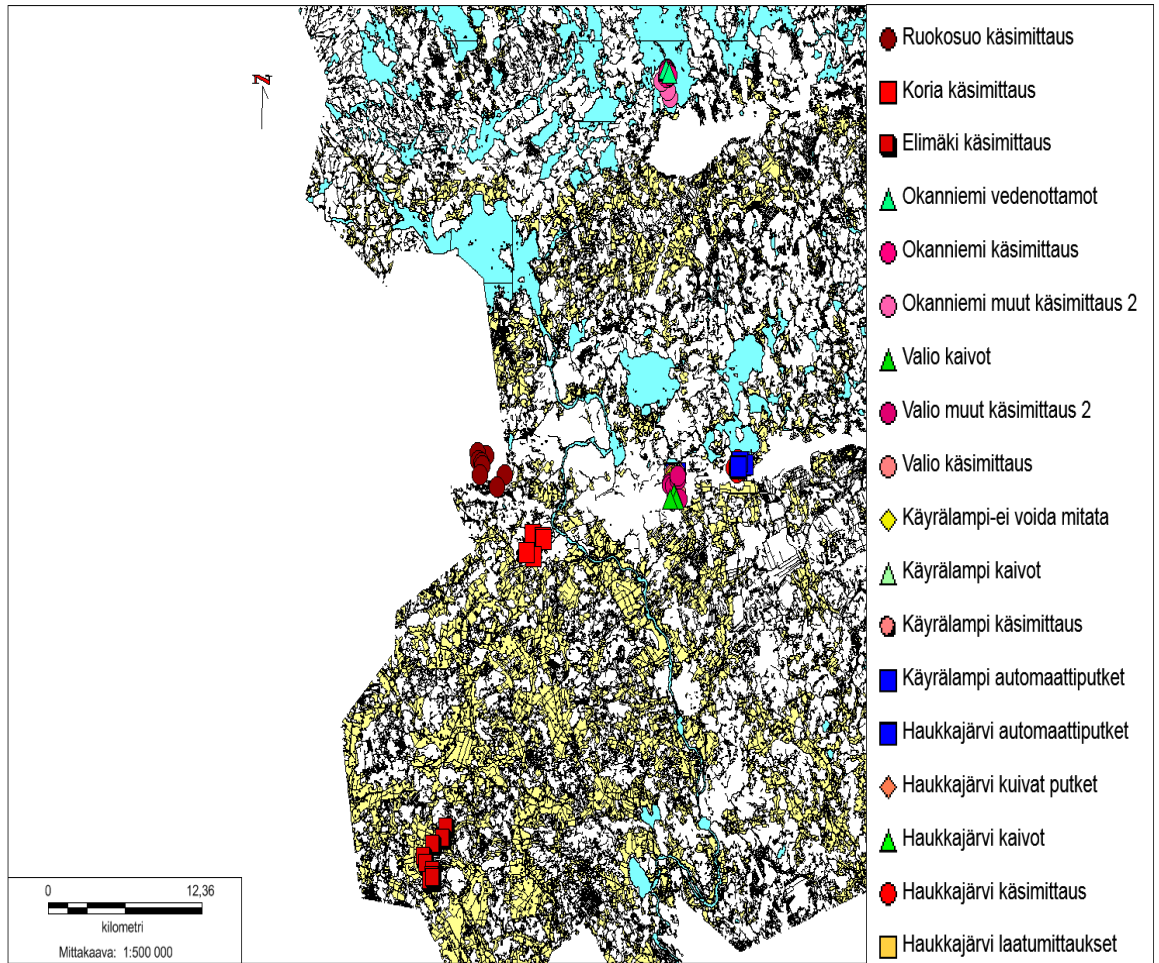 N
Ruokosuo käsimittaus
Koria käsimittaus
Elimäki käsimittaus
Okanniemi vedenottamot
Okanniemi käsimittaus
Okanniemi muut käsimittaus 2
Valio kaivot
Valio muut käsimittaus 2
Valio käsimittaus
Käyrälampi-ei voida mitata
Käyrälampi kaivot
Käyrälampi käsimittaus
Käyrälampi automaattiputket
Haukkajärvi automaattiputket
Haukkajärvi kuivat putket
Haukkajärvi kaivot
Haukkajärvi käsimittaus
Haukkajärvi laatumittaukset
0 12,36
kilometri
Mittakaava: 1:500 000